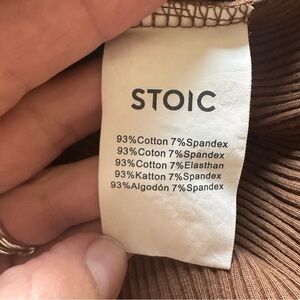 STOIC
93%Cotton 7%Spandex
93%Coton 7%Spandex
93%Cotton 7%Elasthan
93%Katton 7%Spandex
93%Algodón 7%Spandex